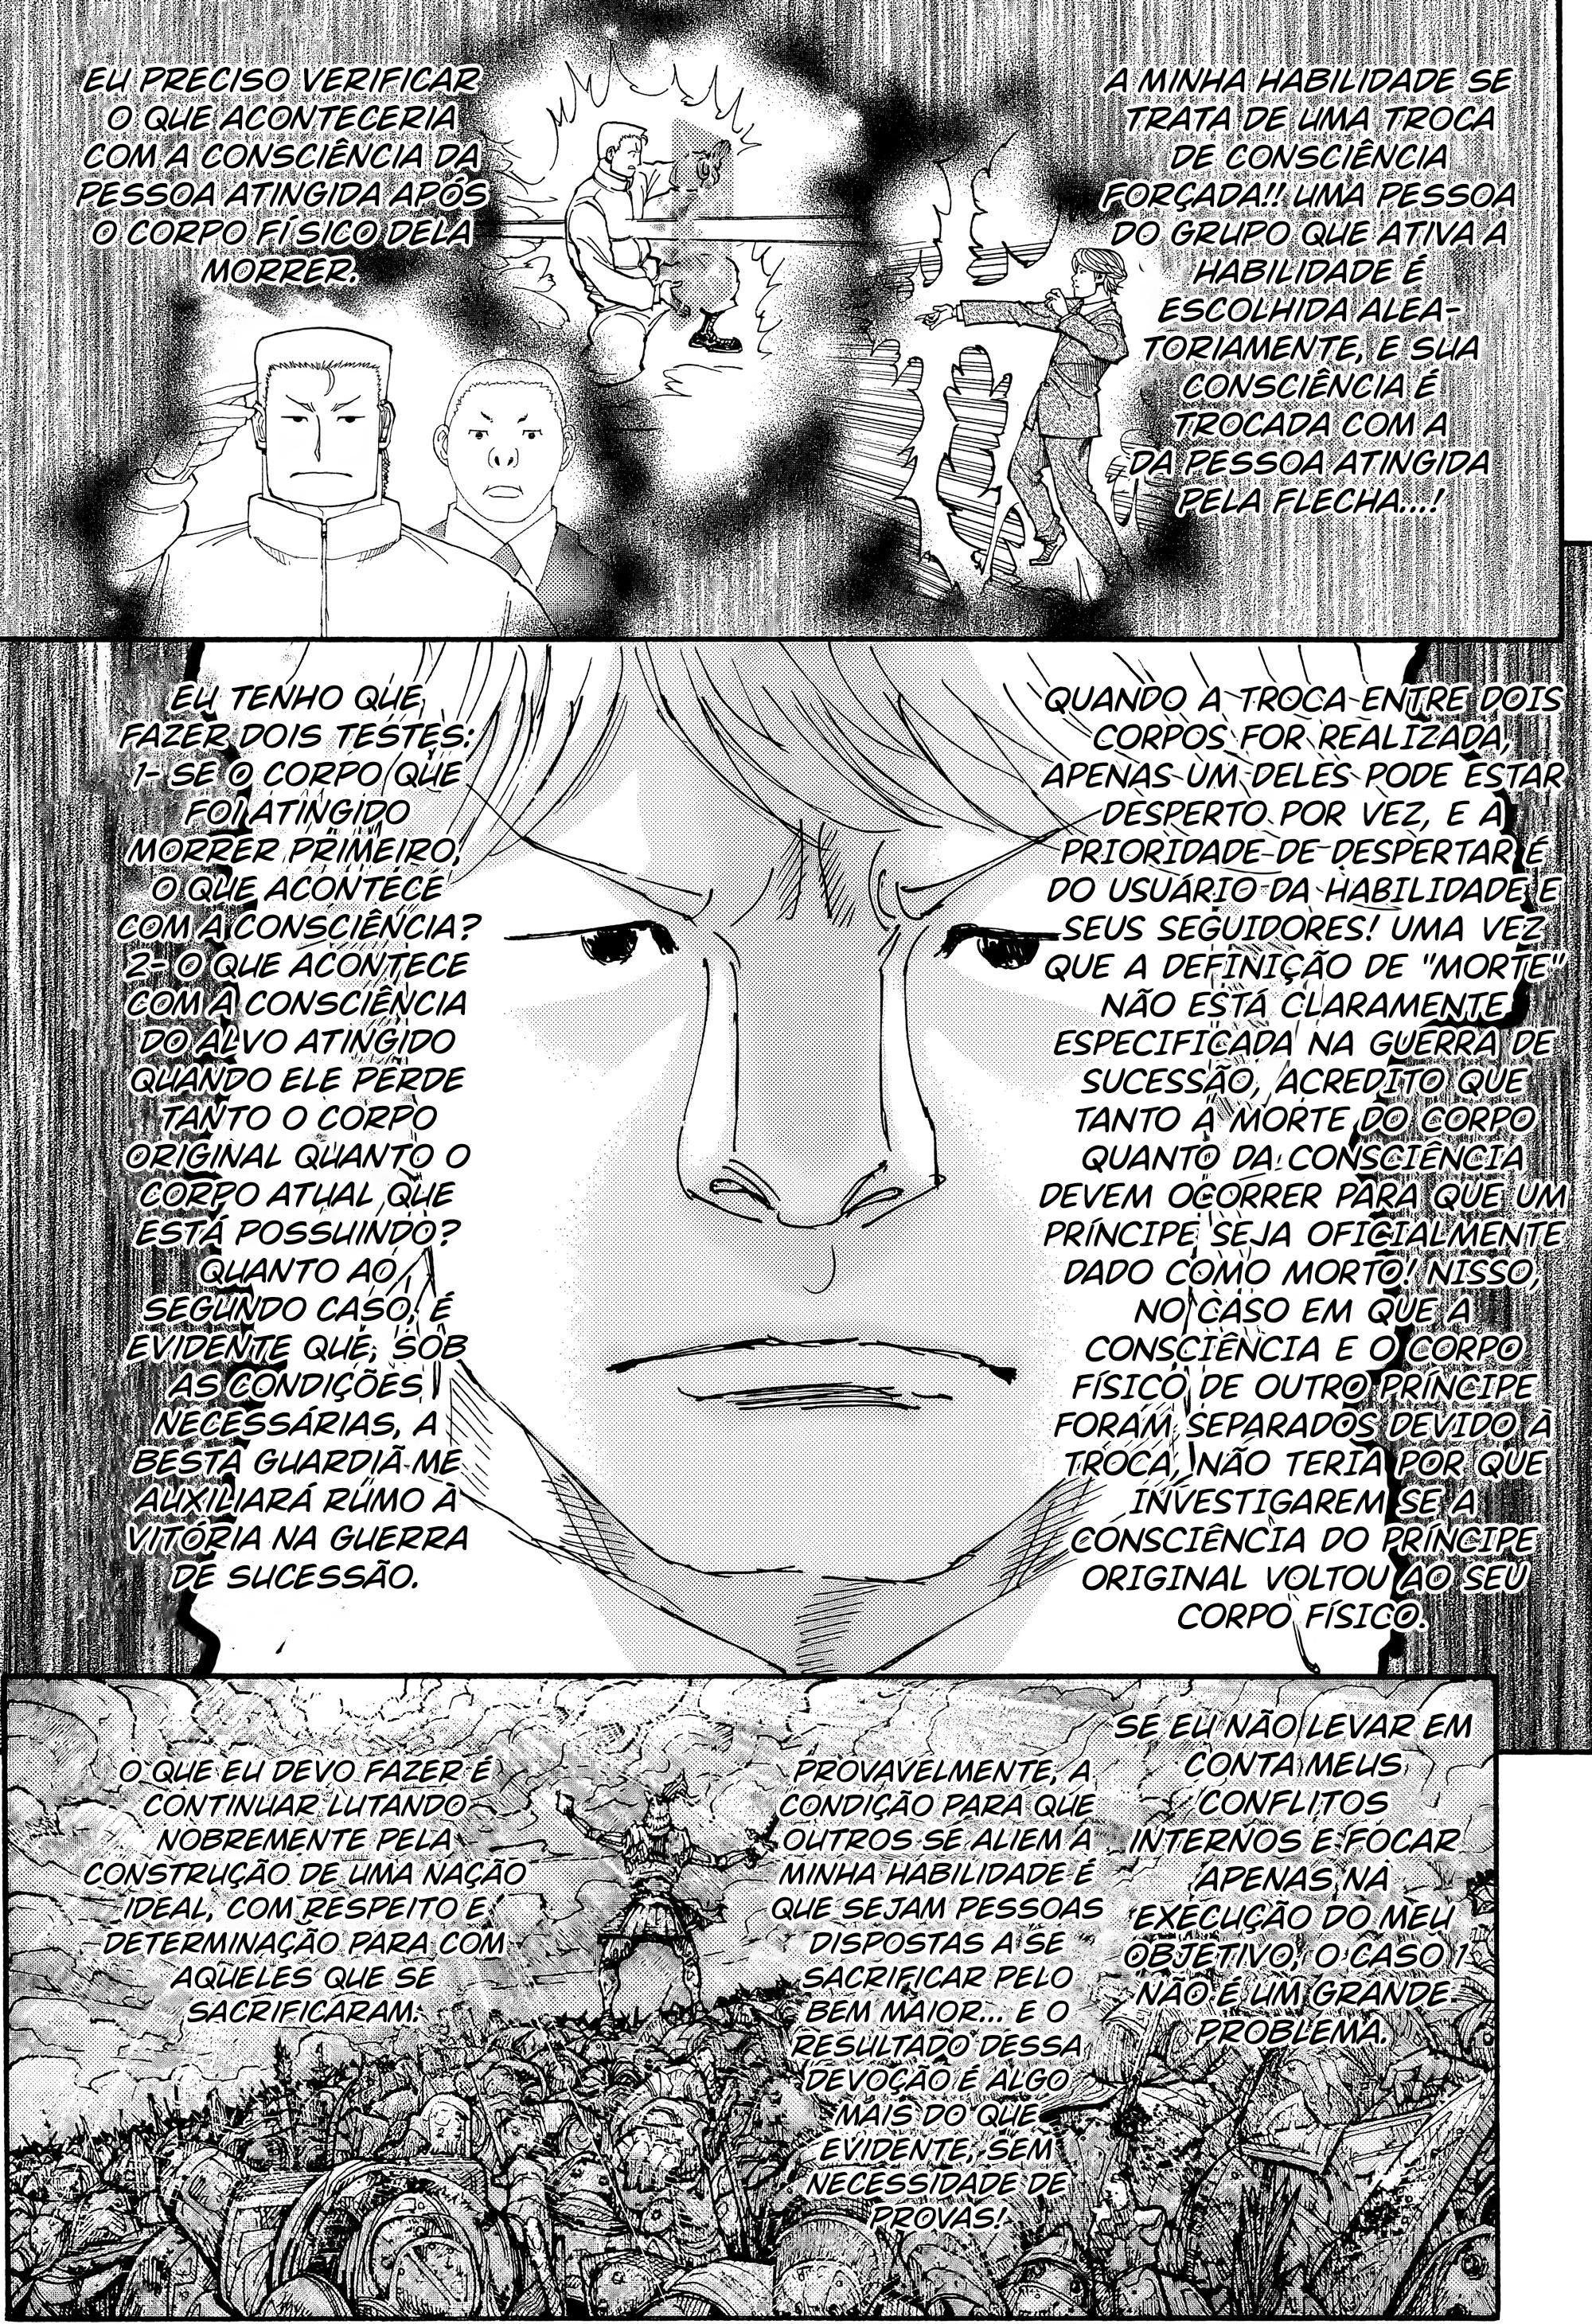 A MINHA HABILIDADE SE
TRATA DE UMA TROCA
DE CONSCIÊNCIA
FORÇADA!! UMA PESSOA
DO GRUPO QUE ATIVA A
HABILIDADE É
ESCOLHIDA ALEA-
TORIAMENTE, E SUA
CONSCIÊNCIA É
TROCADA COM A
DA PESSOA ATINGIDA
PELA FLECHA...!
EU PRECISO VERIFICAR
O QUE ACONTECERIA
COM A CONSCIÊNCIA DA
PESSOA ATINGIDA APÓS
O CORPO FÍ SICO DELA
MORRER.
QUANDO A TROCA ENTRE DOIS
CORPOS FOR REALIZADA,
APENAS UM DELES PODE ESTAR
DESPERTO POR VEZ, E A
PRIORIDADE DE DESPERTAR É
DO USUÁRIO DA HABILIDADE E
SEUS SEGUIDORES! UMA VEZ
QUE A DEFINIÇÃO DE "MORTE"
NÃO ESTÁ CLARAMENTE
ESPECIFICADA NA GUERRA DE
SUCESSÃO, ACREDITO QUE
TANTO A MORTE DO CORPO
QUANTO DA CONSCIÊNCIA
DEVEM OCORRER PARA QUE UM
PRÍNCIPE SEJA OFICIALMENTE
DADO COMO MORTO! NISSO,
NO CASO EM QUE A
CONSCIÊNCIA E O CORPO
FÍSICO DE OUTRO PRÍNCIPE
FORAM SEPARADOS DEVIDO À
TROCA, NÃO TERIA POR QUE
INVESTIGAREM SE A
CONSCIÊNCIA DO PRÍNCIPE
ORIGINAL VOLTOU AO SEU
CORPO FÍSICO.
EU TENHO QUE
FAZER DOIS TESTES:
1- SE O CORPO QUE
FOI ATINGIDO
MORRER PRIMEIRO,
O QUE ACONTECE
COM A CONSCIÊNCIA?
2- O QUE ACONTECE
COM A CONSCIÊNCIA
DO ALVO ATINGIDO
QUANDO ELE PERDE
TANTO O CORPO
ORIGINAL QUANTO O
CORPO ATUAL QUE
ESTÁ POSSUINDO?
QUANTO AO
SEGUNDO CASO, É
EVIDENTE QUE, SOB
AS CONDIÇÕES
NECESSÁRIAS, A
BESTA GUARDIÃ ME
AUXILIARÁ RUMO À
VITÓRIA NA GUERRA
DE SUCESSÃO.
SE EU NÃO LEVAR EM
CONTA MEUS
CONFLITOS
INTERNOS E FOCAR
APENAS NA
EXECUÇÃO DO MEU
OBJETIVO, O CASO 1
NÃO É UM GRANDE
PROBLEMA.
PROVAVELMENTE, A
CONDIÇÃO PARA QUE
OUTROS SE ALIEM A
MINHA HABILIDADE É
QUE SEJAM PESSOAS
DISPOSTAS A SE
SACRIFICAR PELO
BEM MAIOR... E O
RESULTADO DESSA
DEVOÇÃO É ALGO
MAIS DO QUE
EVIDENTE, SEM
NECESSIDADE DE
PROVAS!
O QUE EU DEVO FAZER É
CONTINUAR LUTANDO
NOBREMENTE PELA
CONSTRUÇÃO DE UMA NAÇÃO
IDEAL, COM RESPEITO E
DETERMINAÇÃO PARA COM
AQUELES QUE SE
SACRIFICARAM.